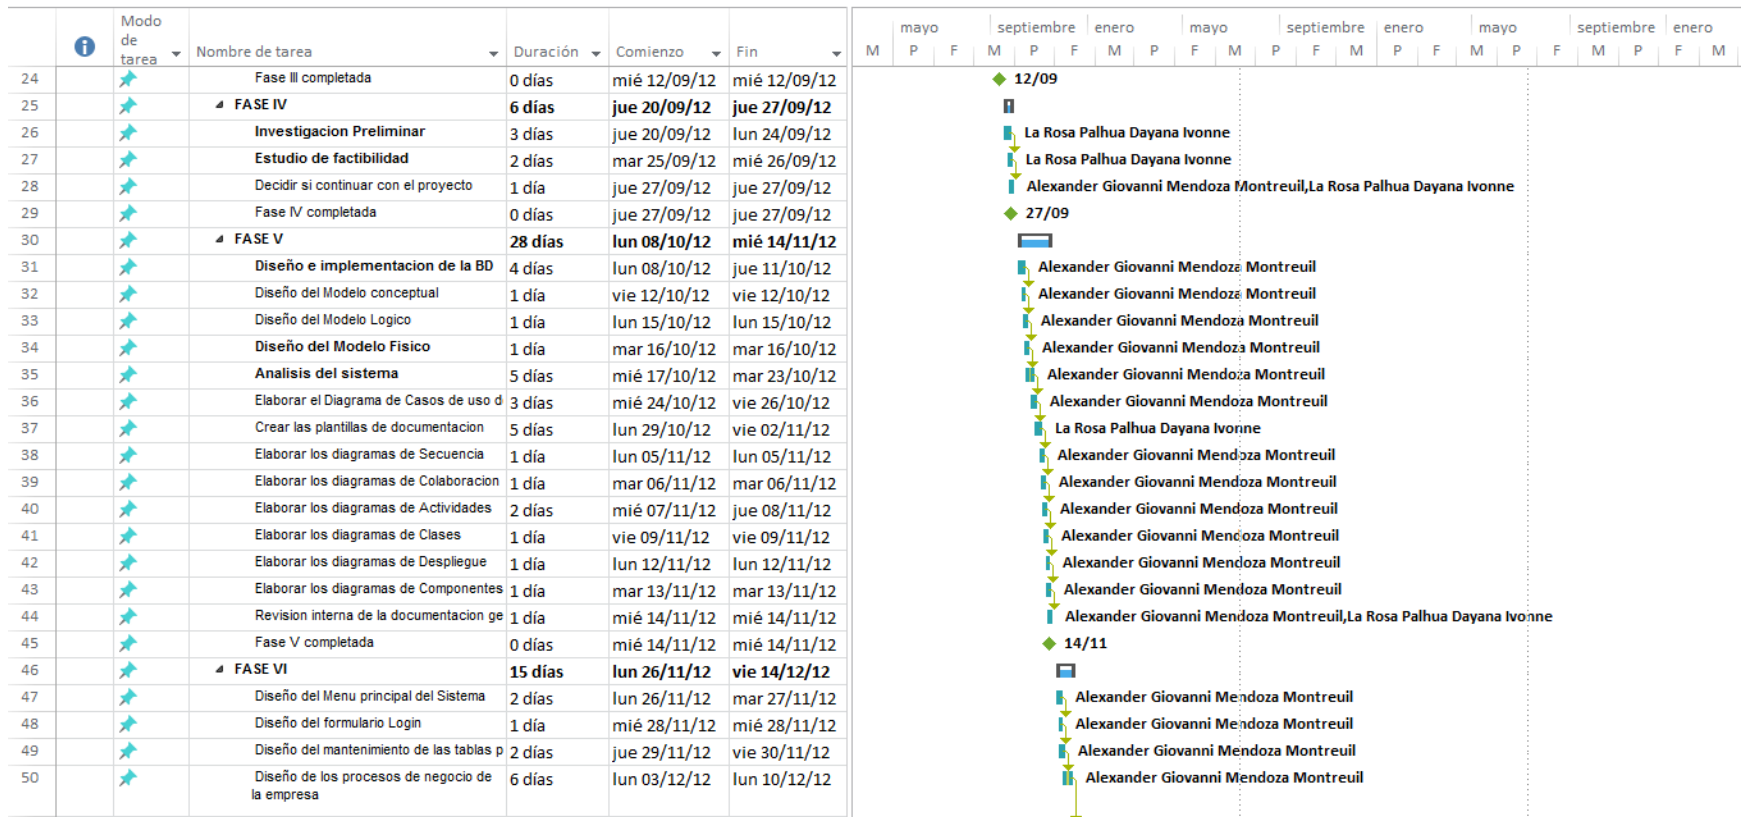 mayo septiembre enero mayo septiembre enero mayo septiembre enero
Modo de tarea Nombre de tarea Duración Comienzo Fin M P F M P F M P F M P F M P F M P F M P F M
24 Fase III completada 0 días mié 12/09/12 mié 12/09/12 12/09
25 FASE IV 6 días jue 20/09/12 jue 27/09/12
26 Investigacion Preliminar 3 días jue 20/09/12 lun 24/09/12 La Rosa Palhua Dayana Ivonne
27 Estudio de factibilidad 2 días mar 25/09/12 mié 26/09/12 La Rosa Palhua Dayana Ivonne
28 Decidir si continuar con el proyecto 1 día jue 27/09/12 jue 27/09/12 Alexander Giovanni Mendoza Montreuil,La Rosa Palhua Dayana Ivonne
29 Fase IV completada 0 días jue 27/09/12 jue 27/09/12 27/09
30 FASE V 28 días lun 08/10/12 mié 14/11/12
31 Diseño e implementacion de la BD 4 días lun 08/10/12 jue 11/10/12 Alexander Giovanni Mendoza Montreuil
32 Diseño del Modelo conceptual 1 día vie 12/10/12 vie 12/10/12 Alexander Giovanni Mendoza Montreuil
33 Diseño del Modelo Logico 1 día lun 15/10/12 lun 15/10/12 Alexander Giovanni Mendoza Montreuil
34 Diseño del Modelo Fisico 1 día mar 16/10/12 mar 16/10/12 Alexander Giovanni Mendoza Montreuil
35 Analisis del sistema 5 días mié 17/10/12 mar 23/10/12 Alexander Giovanni Mendoza Montreuil
36 Elaborar el Diagrama de Casos de uso d 3 días mié 24/10/12 vie 26/10/12 Alexander Giovanni Mendoza Montreuil
37 Crear las plantillas de documentacion 5 días lun 29/10/12 vie 02/11/12 La Rosa Palhua Dayana Ivonne
38 Elaborar los diagramas de Secuencia 1 día lun 05/11/12 lun 05/11/12 Alexander Giovanni Mendoza Montreuil
39 Elaborar los diagramas de Colaboracion 1 día mar 06/11/12 mar 06/11/12 Alexander Giovanni Mendoza Montreuil
40 Elaborar los diagramas de Actividades 2 días mié 07/11/12 jue 08/11/12 Alexander Giovanni Mendoza Montreuil
41 Elaborar los diagramas de Clases 1 día vie 09/11/12 vie 09/11/12 Alexander Giovanni Mendoza Montreuil
42 Elaborar los diagramas de Despliegue 1 día lun 12/11/12 lun 12/11/12 Alexander Giovanni Mendoza Montreuil
43 Elaborar los diagramas de Componentes 1 día mar 13/11/12 mar 13/11/12 Alexander Giovanni Mendoza Montreuil
44 Revision interna de la documentacion ge 1 día mié 14/11/12 mié 14/11/12 Alexander Giovanni Mendoza Montreuil,La Rosa Palhua Dayana Ivonne
45 Fase V completada 0 días mié 14/11/12 mié 14/11/12 14/11
46 FASE VI 15 días lun 26/11/12 vie 14/12/12
47 Diseño del Menu principal del Sistema 2 días lun 26/11/12 mar 27/11/12 Alexander Giovanni Mendoza Montreuil
48 Diseño del formulario Login 1 día mié 28/11/12 mié 28/11/12 Alexander Giovanni Mendoza Montreuil
49 Diseño del mantenimiento de las tablas p 2 días jue 29/11/12 vie 30/11/12 Alexander Giovanni Mendoza Montreuil
50 Diseño de los procesos de negocio de 6 días lun 03/12/12 lun 10/12/12 Alexander Giovanni Mendoza Montreuil
la empresa